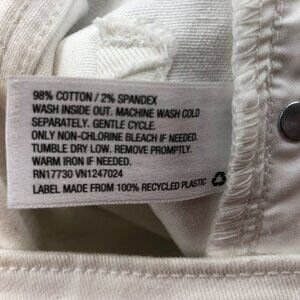 98% COTTON / 2% SPANDEX
WASH INSIDE OUT. MACHINE WASH COLD
SEPARATELY. GENTLE CYCLE.
ONLY NON-CHLORINE BLEACH IF NEEDED.
TUMBLE DRY LOW. REMOVE PROMPTLY.
WARM IRON IF NEEDED.
RN17730 VN1247024
LABEL MADE FROM 100% RECYCLED PLASTIC